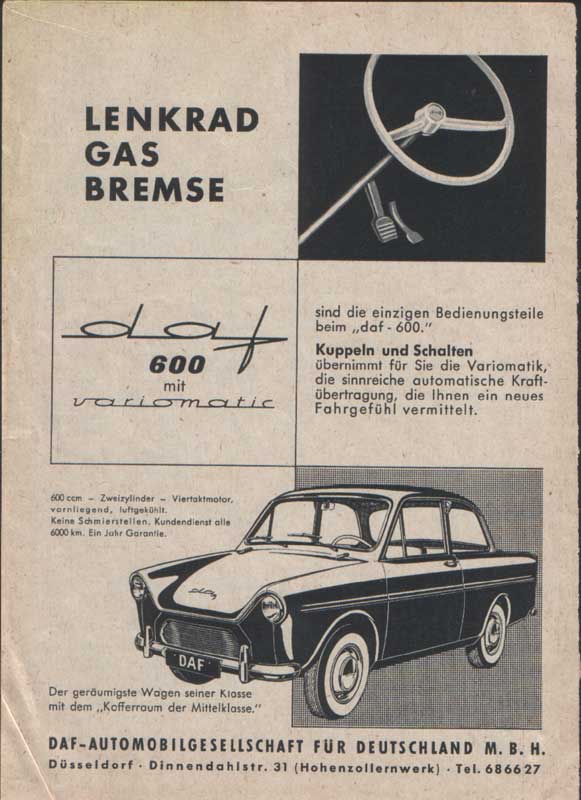 LENKRAD
GAS
BREMSE
daf
600
mit
variomatic
sind die einzigen Bedienungsteile
beim „daf - 600."
Kuppeln und Schalten
übernimmt für Sie die Variomatik,
die sinnreiche automatische Kraft-
übertragung, die Ihnen ein neues
Fahrgefühl vermittelt.
600 ccm – Zweizylinder – Viertaktmotor,
vornliegend, luftgekühlt.
Keine Schmierstellen. Kundendienst alle
6000 km. Ein Jahr Garantie.
daf
DAF
Der geräumigste Wagen seiner Klasse
mit dem „Kofferraum der Mittelklasse."
DAF-AUTOMOBILGESELLSCHAFT FÜR DEUTSCHLAND M. B. H.
Düsseldorf · Dinnendahlstr. 31 (Hohenzollernwerk) · Tel. 686627